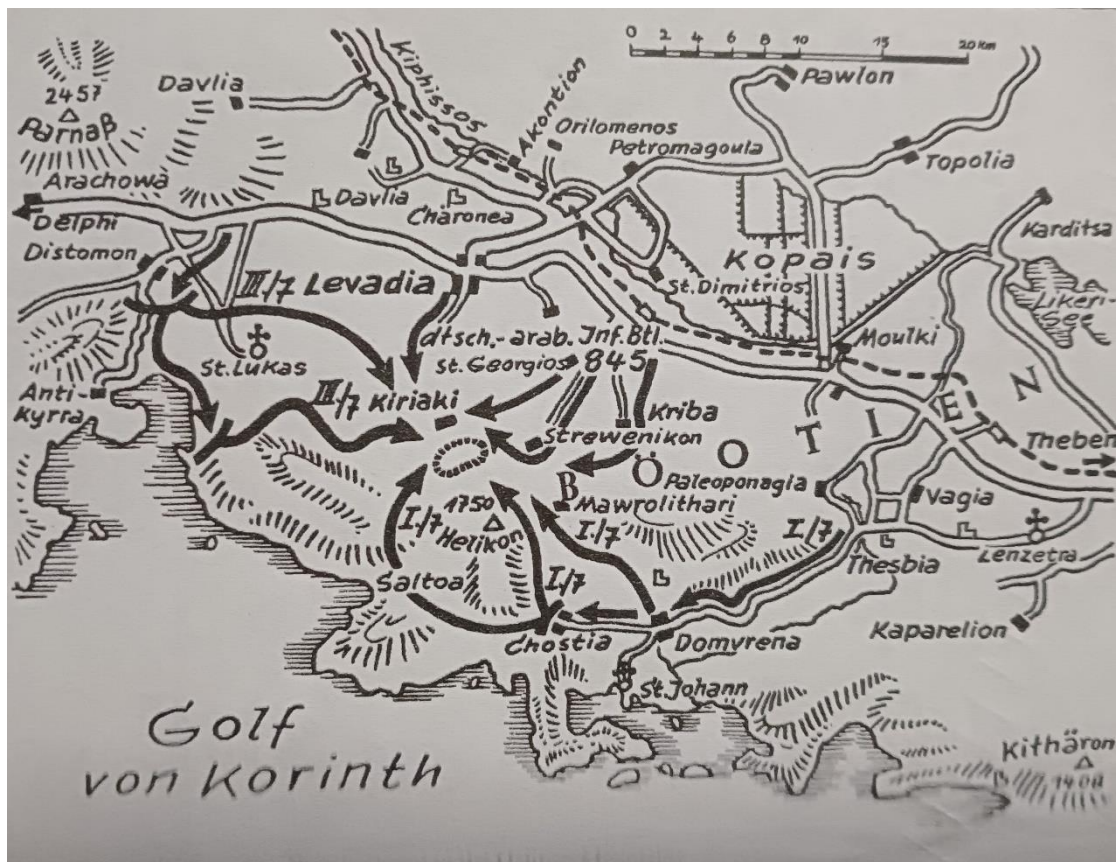 0 2 4 6 8 10 15 20 Km
Kiphissos
Pawlon
Davlia
2457
Parnaß
Akontion
Orilomenos
Petromagoula
Topolia
Arachowa
Davlia
Chäronea
Karditsa
Delphi
Distomon
Kopais
III/7 Levadia
St. Dimitrios
Likeri-
See
dtsch.-arab. Inf. Btl.
845
Moulki
St. Lukas
St. Georgios
Anti-
Kyrra
III/7 Kiriaki
Kriba
Strewenikon
BÖOTIEN
Theben
Paleoponagia
Vagia
Mawrolithari
1750
Helikon
I./7
I./7
I./7
Lenzetra
Thesbia
Saltoa
I./7
Kaparelion
Chostia
Domvrena
St. Johann
Golf
von Korinth
Kithäron
1408